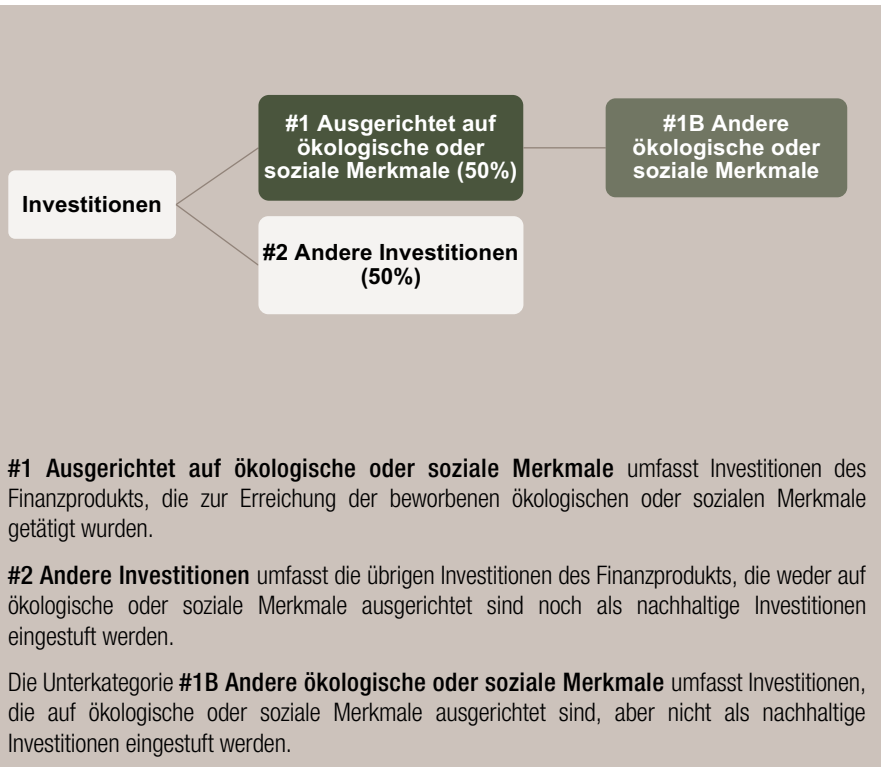 #1 Ausgerichtet auf
ökologische oder
soziale Merkmale (50%)
#1B Andere
ökologische oder
soziale Merkmale
Investitionen
#2 Andere Investitionen
(50%)
#1 Ausgerichtet auf ökologische oder soziale Merkmale umfasst Investitionen des
Finanzprodukts, die zur Erreichung der beworbenen ökologischen oder sozialen Merkmale
getätigt wurden.
#2 Andere Investitionen umfasst die übrigen Investitionen des Finanzprodukts, die weder auf
ökologische oder soziale Merkmale ausgerichtet sind noch als nachhaltige Investitionen
eingestuft werden.
Die Unterkategorie #1B Andere ökologische oder soziale Merkmale umfasst Investitionen,
die auf ökologische oder soziale Merkmale ausgerichtet sind, aber nicht als nachhaltige
Investitionen eingestuft werden.